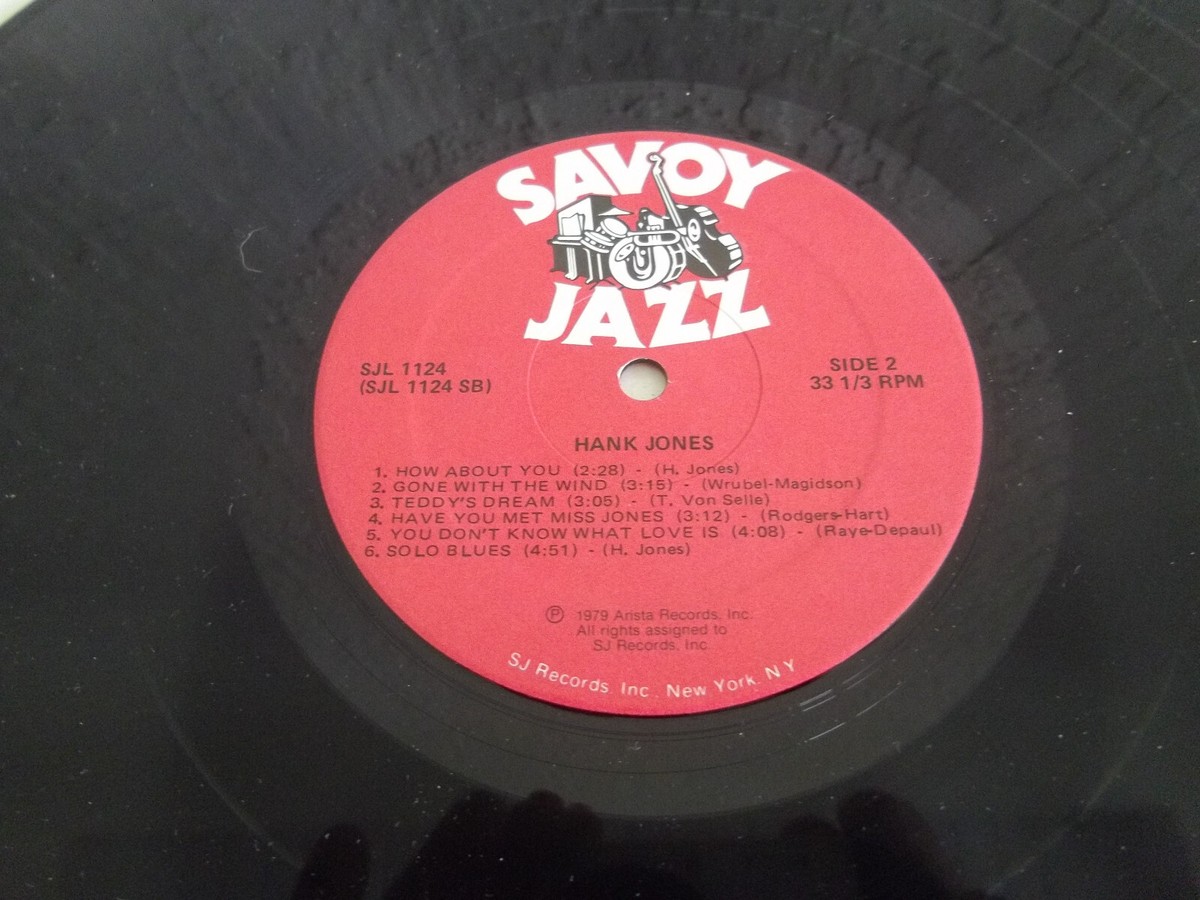 SAVOY
JAZZ
SJL 1124
(SJL 1124 SB)
SIDE 2
33 1/3 RPM
HANK JONES
1. HOW ABOUT YOU (2:28) - (H. Jones)
2. GONE WITH THE WIND (3:15) - (Wrubel-Magidson)
3. TEDDY'S DREAM (3:05) - (T. Von Selle)
4. HAVE YOU MET MISS JONES (3:12) - (Rodgers-Hart)
5. YOU DON'T KNOW WHAT LOVE IS (4:08) - (Raye-Depaul)
6. SOLO BLUES (4:51) - (H. Jones)
℗ 1979 Arista Records, Inc.
All rights assigned to
SJ Records, Inc.
SJ Records, Inc. New York, N Y